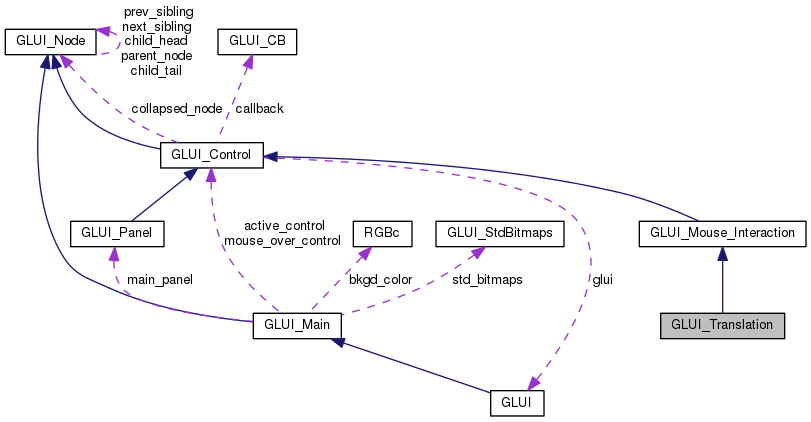 prev_sibling
next_sibling
child_head
parent_node
child_tail
GLUI_Node
GLUI_CB
collapsed_node
callback
GLUI_Control
GLUI_Panel
active_control
mouse_over_control
RGBc
GLUI_StdBitmaps
GLUI_Mouse_Interaction
main_panel
bkgd_color
std_bitmaps
glui
GLUI_Main
GLUI_Translation
GLUI